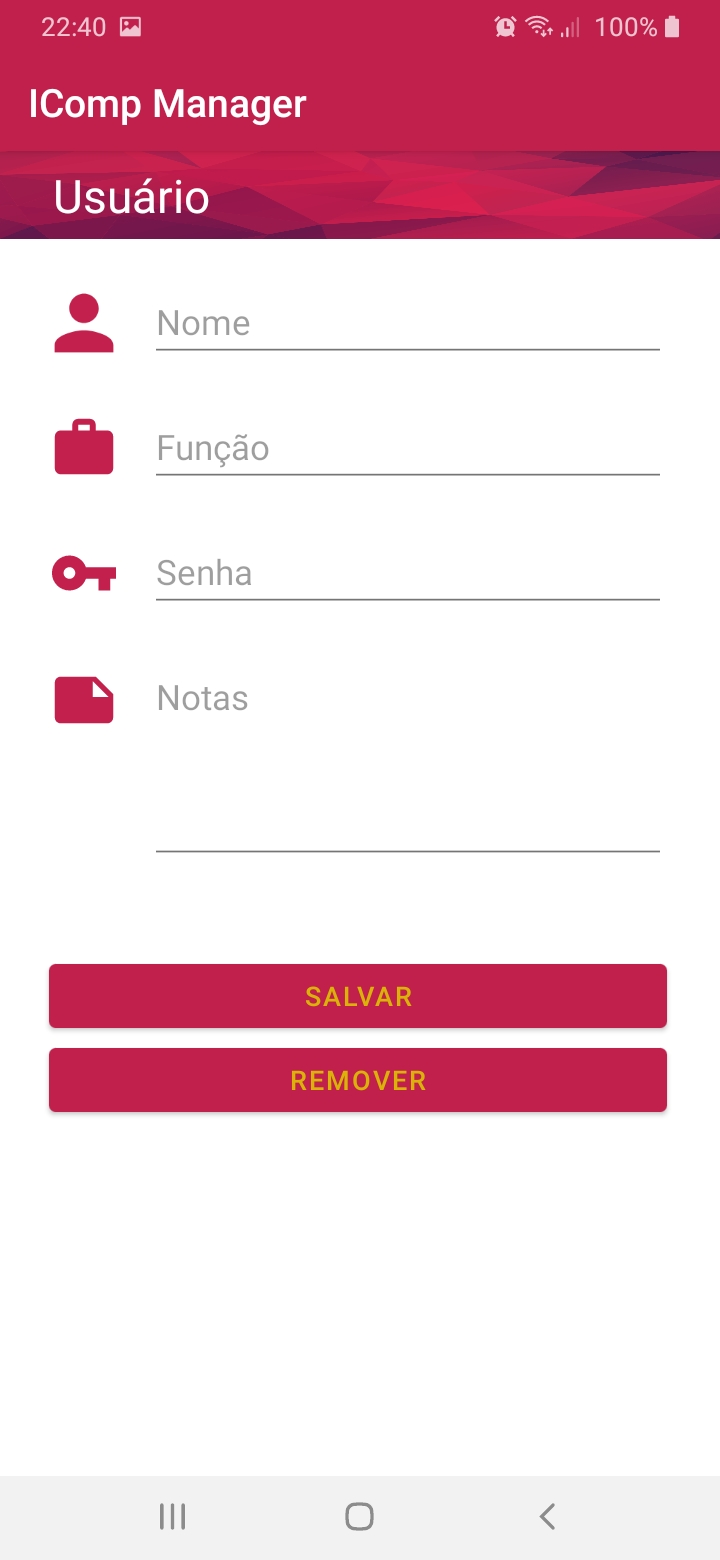 22:40 100%
IComp Manager
Usuário
Nome
Função
Senha
Notas
SALVAR
REMOVER